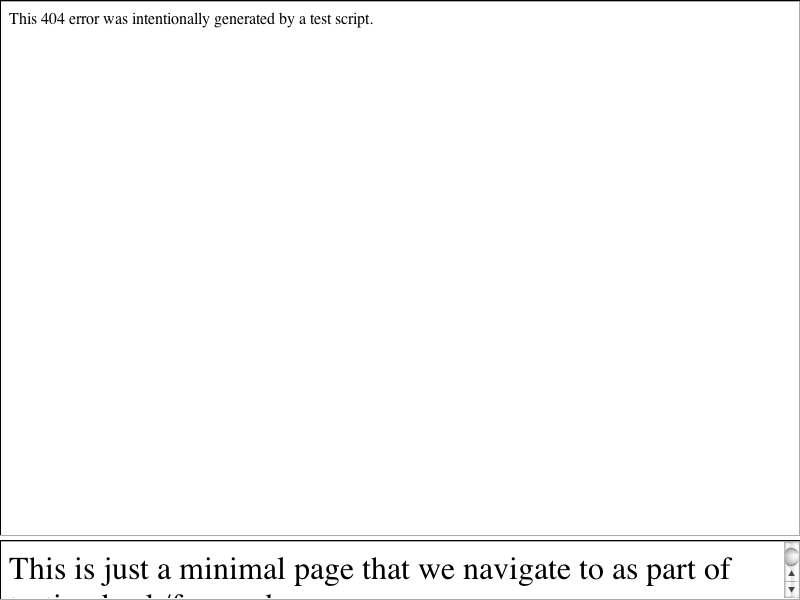 This 404 error was intentionally generated by a test script.
This is just a minimal page that we navigate to as part of